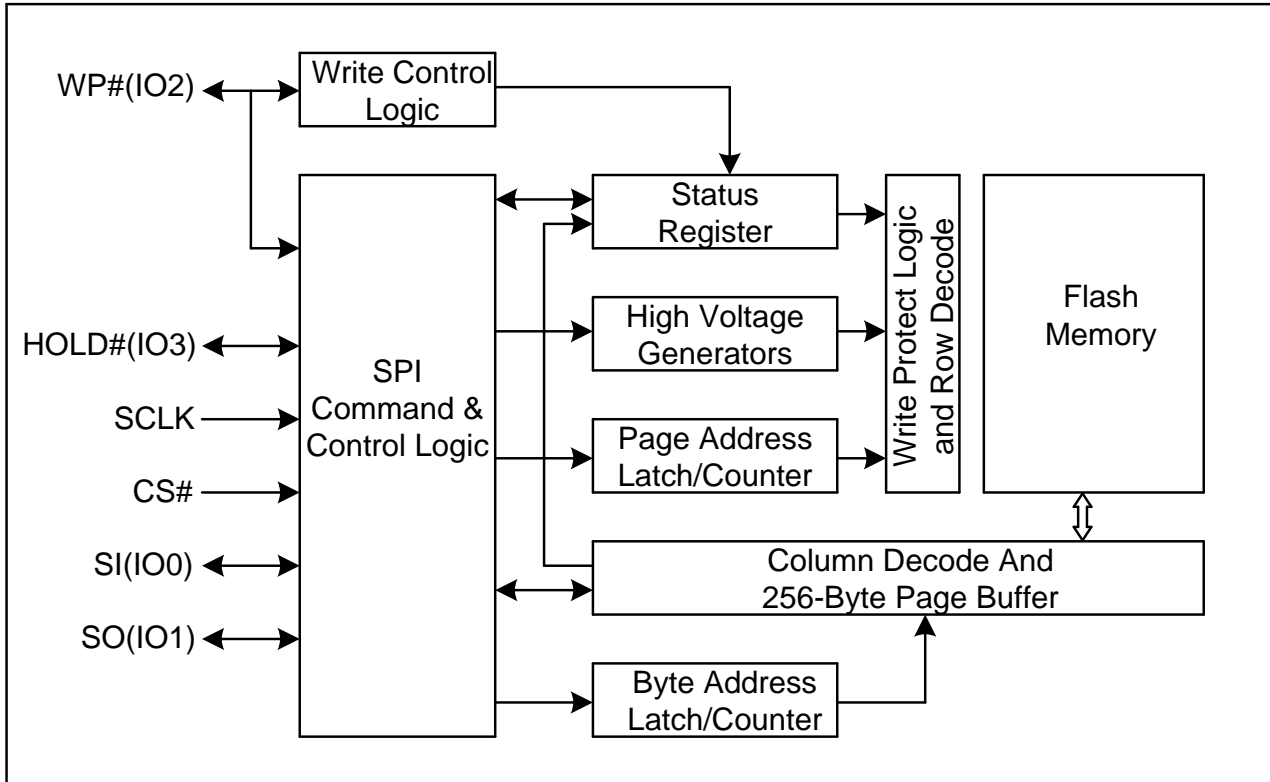 WP#(IO2)
Write Control
Logic
HOLD#(IO3)
SCLK
CS#
SI(IO0)
SO(IO1)
SPI
Command &
Control Logic
Status
Register
High Voltage
Generators
Page Address
Latch/Counter
Write Protect Logic
and Row Decode
Flash
Memory
Column Decode And
256-Byte Page Buffer
Byte Address
Latch/Counter